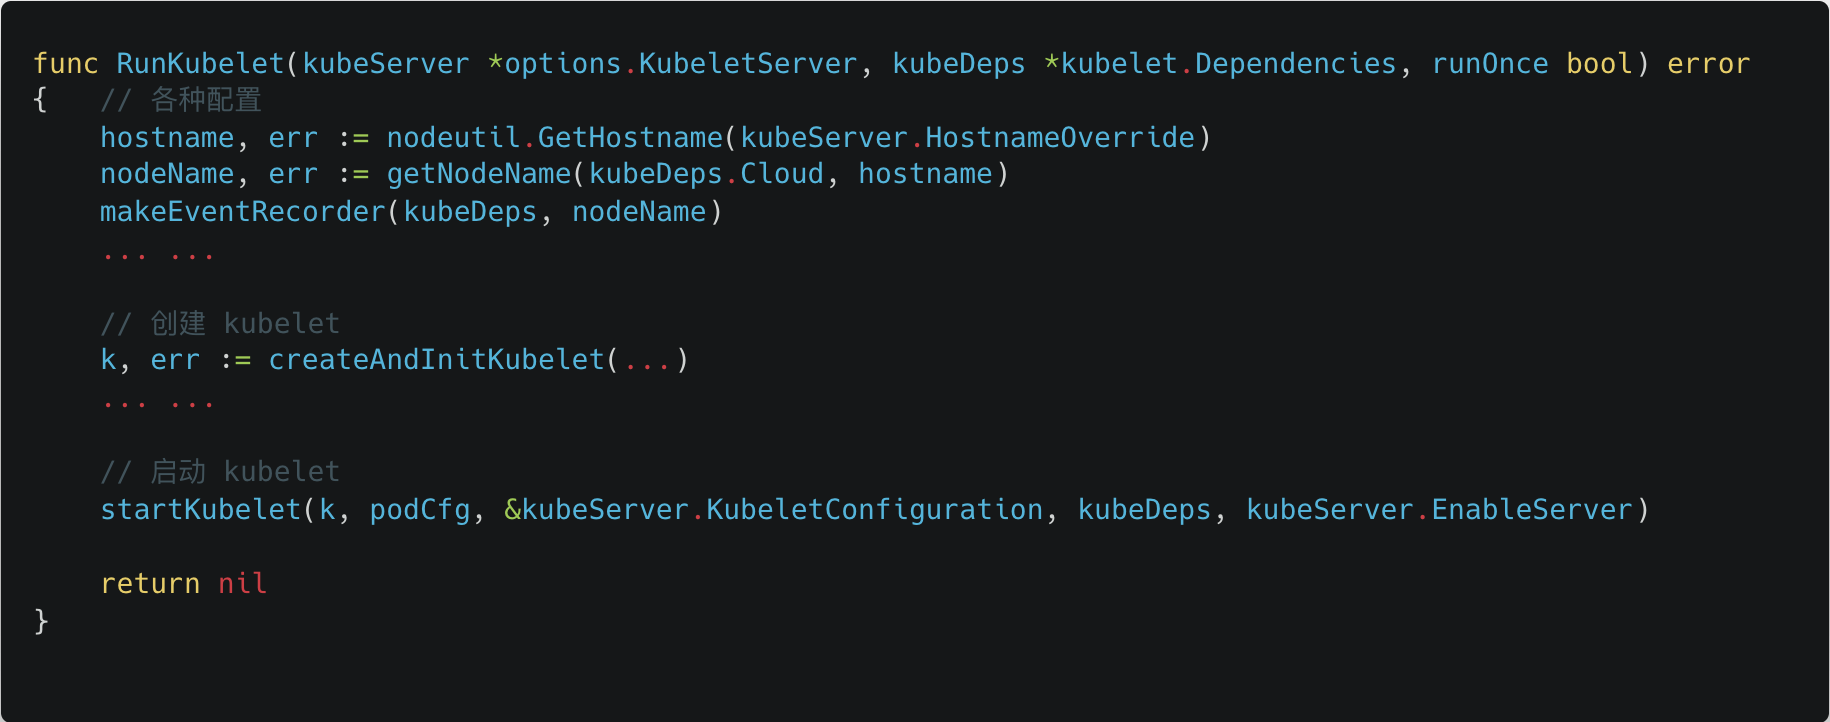 func RunKubelet(kubeServer *options.KubeletServer, kubeDeps *kubelet.Dependencies, runOnce bool) error
{   // 各种配置
    hostname, err := nodeutil.GetHostname(kubeServer.HostnameOverride)
    nodeName, err := getNodeName(kubeDeps.Cloud, hostname)
    makeEventRecorder(kubeDeps, nodeName)
    ... ...
    // 创建 kubelet
    k, err := createAndInitKubelet(...)
    ... ...
    // 启动 kubelet
    startKubelet(k, podCfg, &kubeServer.KubeletConfiguration, kubeDeps, kubeServer.EnableServer)
    return nil
}